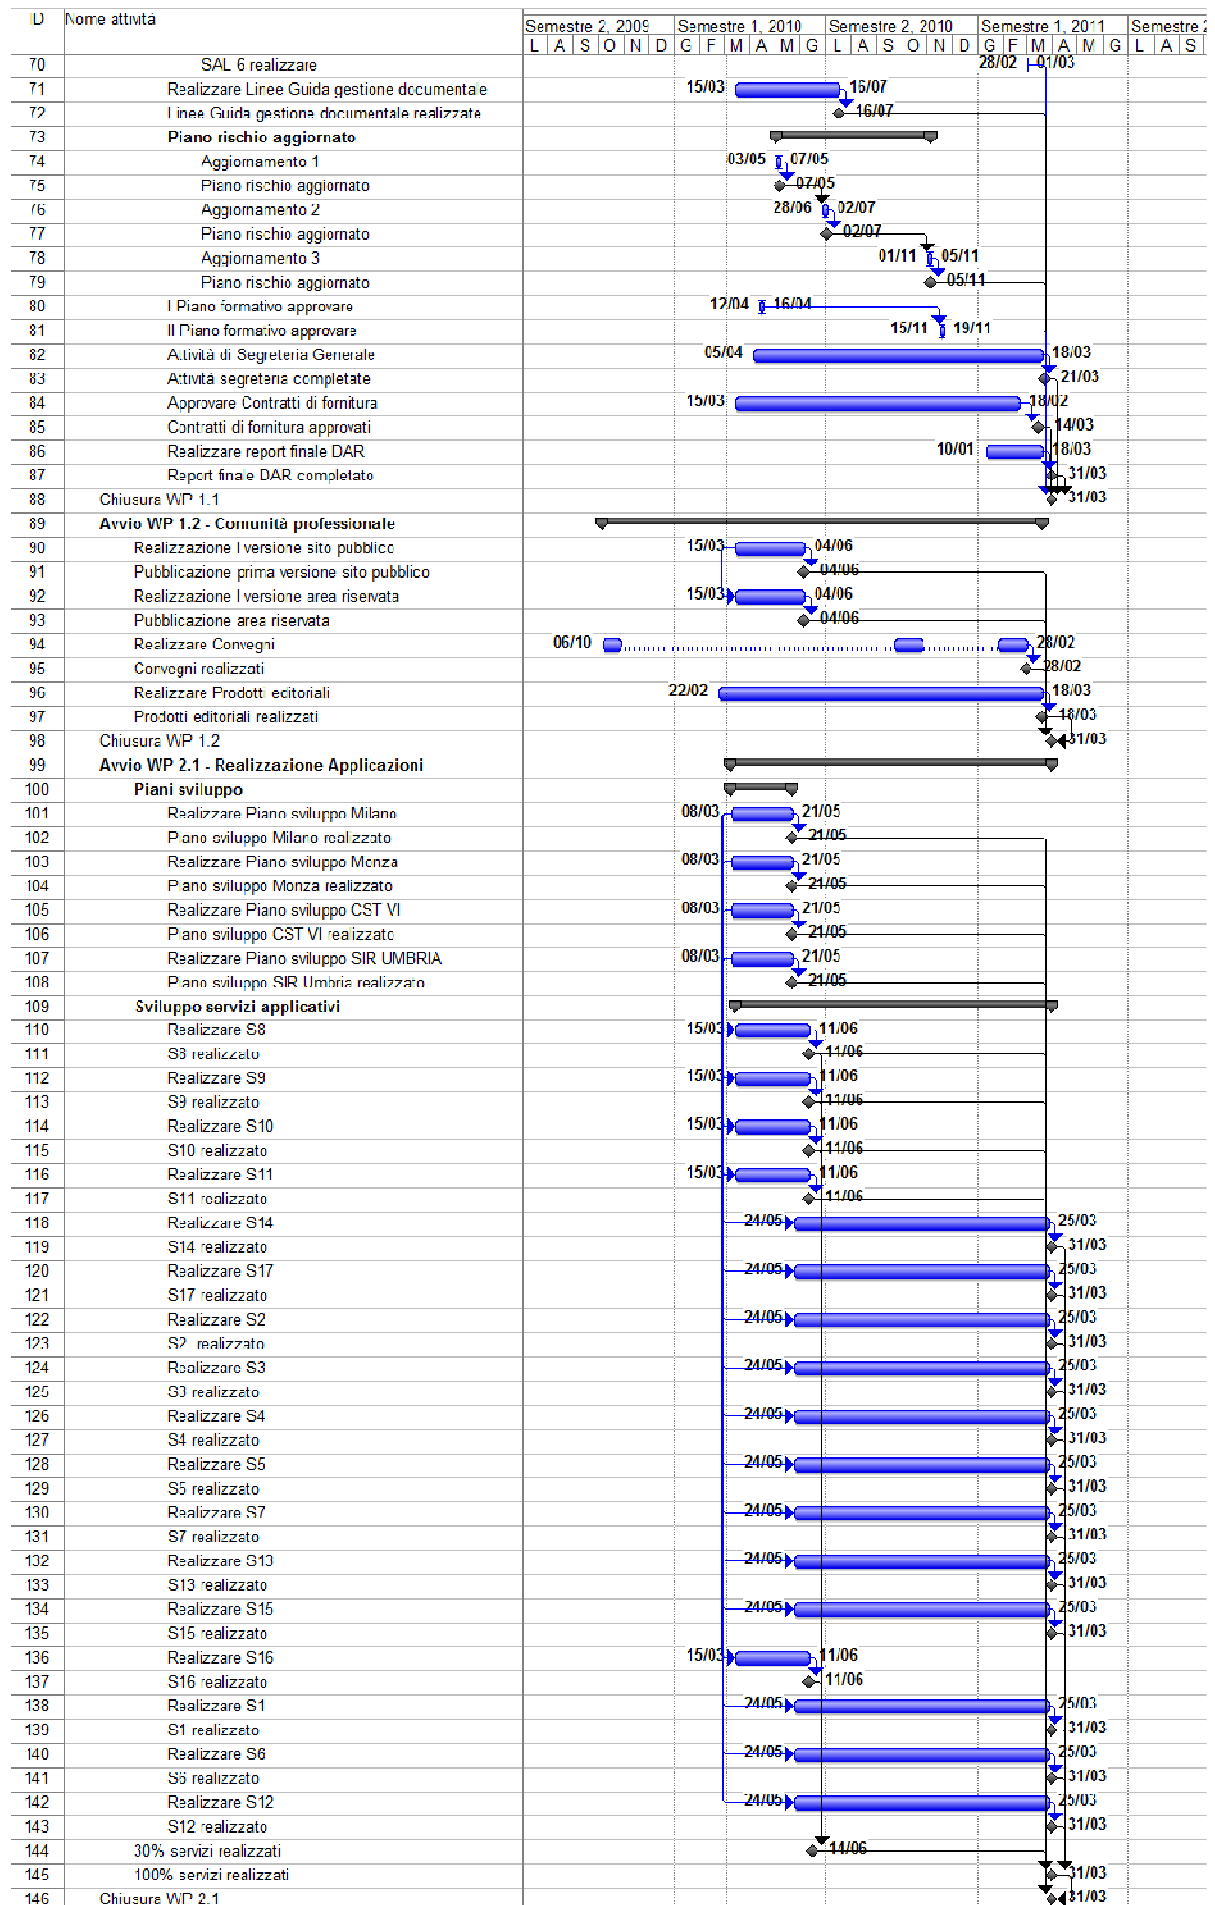 ID Nome attività Semestre 2, 2009 Semestre 1, 2010 Semestre 2, 2010 Semestre 1, 2011 Semestre 2
L A S O N D G F M A M G L A S O N D G F M A M G L A S
70 SAL 6 realizzare 28/02 01/03
71 Realizzare Linee Guida gestione documentale 15/03 16/07
72 Linee Guida gestione documentale realizzate 16/07
73 Piano rischio aggiornato
74 Aggiornamento 1 03/05 07/05
75 Piano rischio aggiornato 07/05
76 Aggiornamento 2 28/06 02/07
77 Piano rischio aggiornato 02/07
78 Aggiornamento 3 01/11 05/11
79 Piano rischio aggiornato 05/11
80 I Piano formativo approvare 12/04 16/04
81 II Piano formativo approvare 15/11 19/11
82 Attività di Segreteria Generale 05/04 18/03
83 Attività segreteria completate 21/03
84 Approvare Contratti di fornitura 15/03 18/02
85 Contratti di fornitura approvati 14/03
86 Realizzare report finale DAR 10/01 18/03
87 Report finale DAR completato 31/03
88 Chiusura WP 1.1 31/03
89 Avvio WP 1.2 - Comunità professionale
90 Realizzazione I versione sito pubblico 15/03 04/06
91 Pubblicazione prima versione sito pubblico 04/06
92 Realizzazione I versione area riservata 15/03 04/06
93 Pubblicazione area riservata 04/06
94 Realizzare Convegni 06/10 28/02
95 Convegni realizzati 28/02
96 Realizzare Prodotti editoriali 22/02 18/03
97 Prodotti editoriali realizzati 18/03
98 Chiusura WP 1.2 31/03
99 Avvio WP 2.1 - Realizzazione Applicazioni
100 Piani sviluppo
101 Realizzare Piano sviluppo Milano 08/03 21/05
102 Piano sviluppo Milano realizzato 21/05
103 Realizzare Piano sviluppo Monza 08/03 21/05
104 Piano sviluppo Monza realizzato 21/05
105 Realizzare Piano sviluppo CST VI 08/03 21/05
106 Piano sviluppo CST VI realizzato 21/05
107 Realizzare Piano sviluppo SIR UMBRIA 08/03 21/05
108 Piano sviluppo SIR Umbria realizzato 21/05
109 Sviluppo servizi applicativi
110 Realizzare S8 15/03 11/06
111 S8 realizzato 11/06
112 Realizzare S9 15/03 11/06
113 S9 realizzato 11/06
114 Realizzare S10 15/03 11/06
115 S10 realizzato 11/06
116 Realizzare S11 15/03 11/06
117 S11 realizzato 11/06
118 Realizzare S14 24/05 25/03
119 S14 realizzato 31/03
120 Realizzare S17 24/05 25/03
121 S17 realizzato 31/03
122 Realizzare S2 24/05 25/03
123 S2 realizzato 31/03
124 Realizzare S3 24/05 25/03
125 S3 realizzato 31/03
126 Realizzare S4 24/05 25/03
127 S4 realizzato 31/03
128 Realizzare S5 24/05 25/03
129 S5 realizzato 31/03
130 Realizzare S7 24/05 25/03
131 S7 realizzato 31/03
132 Realizzare S13 24/05 25/03
133 S13 realizzato 31/03
134 Realizzare S15 24/05 25/03
135 S15 realizzato 31/03
136 Realizzare S16 15/03 11/06
137 S16 realizzato 11/06
138 Realizzare S1 24/05 25/03
139 S1 realizzato 31/03
140 Realizzare S6 24/05 25/03
141 S6 realizzato 31/03
142 Realizzare S12 24/05 25/03
143 S12 realizzato 31/03
144 30% servizi realizzati 14/06
145 100% servizi realizzati 31/03
146 Chiusura WP 2.1 31/03